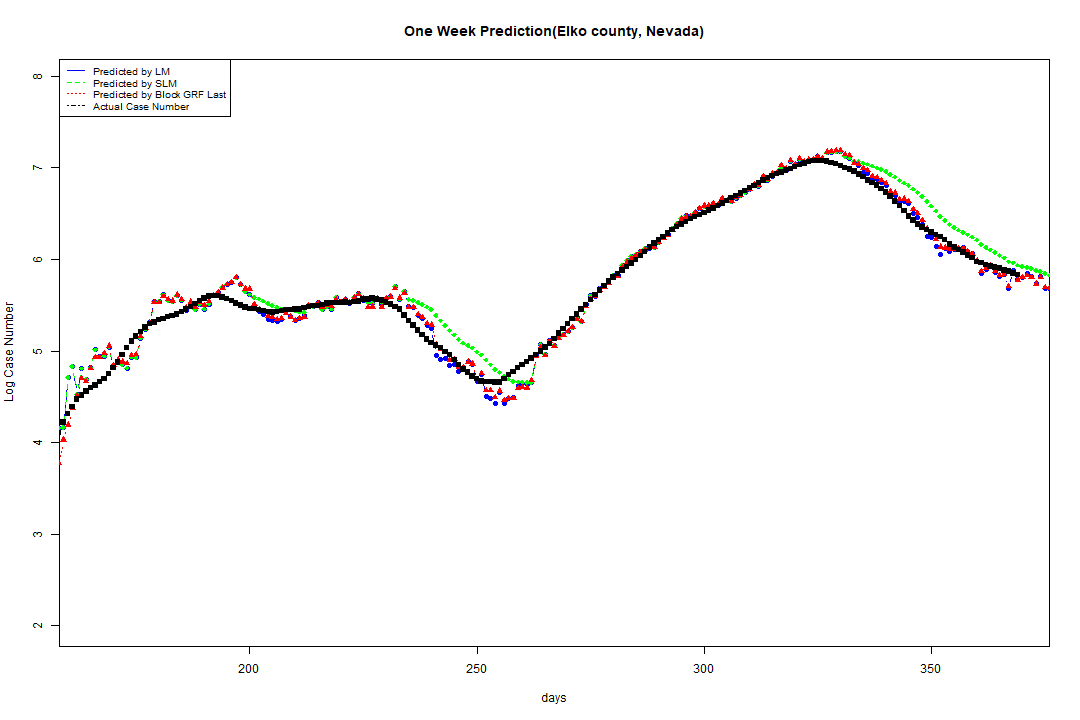 One Week Prediction(Elko county, Nevada)
Predicted by LM
Predicted by SLM
Predicted by Block GRF Last
Actual Case Number
8
7
6
5
4
3
2
Log Case Number
200
250
300
350
days